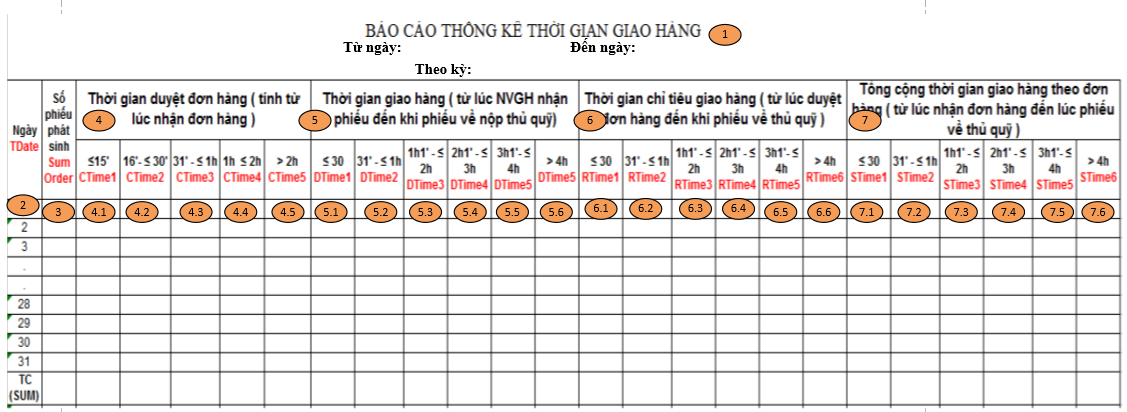 BÁO CÁO THỐNG KÊ THỜI GIAN GIAO HÀNG 1
Từ ngày: Đến ngày:
Theo kỳ:
Ngày
TDate
Số
phiếu
phát
sinh
Sum
Order
Thời gian duyệt đơn hàng ( tính từ
4 lúc nhận đơn hàng )
Thời gian giao hàng ( từ lúc NVGH nhận
5 phiếu đến khi phiếu về nộp thủ quỹ)
Thời gian chỉ tiêu giao hàng ( từ lúc duyệt
6 đơn hàng đến khi phiếu về thủ quỹ )
Tổng cộng thời gian giao hàng theo đơn
7 hàng ( từ lúc nhận đơn hàng đến lúc phiếu
về thủ quỹ )
≤15'
CTime1
16'- ≤ 30'
CTime2
31' - ≤ 1h
CTime3
1h ≤ 2h
CTime4
> 2h
CTime5
≤ 30
DTime1
31' - ≤ 1h
DTime2
1h1' - ≤
2h
DTime3
2h1' - ≤
3h
DTime4
3h1' - ≤
4h
DTime5
> 4h
DTime5
≤ 30
RTime1
31' - ≤ 1h
RTime2
1h1' - ≤
2h
RTime3
2h1' - ≤
3h
RTime4
3h1' - ≤
4h
RTime5
> 4h
RTime6
≤ 30
STime1
31' - ≤ 1h
STime2
1h1' - ≤
2h
STime3
2h1' - ≤
3h
STime4
3h1' - ≤
4h
STime5
> 4h
STime6
2 3 4.1 4.2 4.3 4.4 4.5 5.1 5.2 5.3 5.4 5.5 5.6 6.1 6.2 6.3 6.4 6.5 6.6 7.1 7.2 7.3 7.4 7.5 7.6
2
3
.
.
28
29
30
31
TC
(SUM)